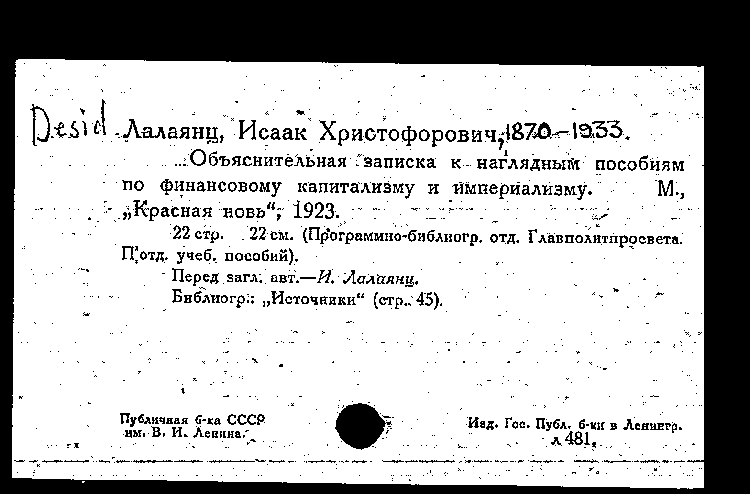 Desid Лалаянц, Исаак Христофорович, 1870–1933.
...Объяснительная записка к наглядным пособиям
по финансовому капитализму и империализму. М.,
„Красная новь“, 1923.
22 стр. 22 см. (Программно-библиогр. отд. Главполитпросвета.
П/отд. учеб. пособий).
Перед загл. авт.—И. Лалаянц.
Библиогр.: „Источники“ (стр. 45).
Публичная б-ка СССР
им. В. И. Ленина.
Изд. Гос. Публ. б-ки в Ленингр.
л 481.